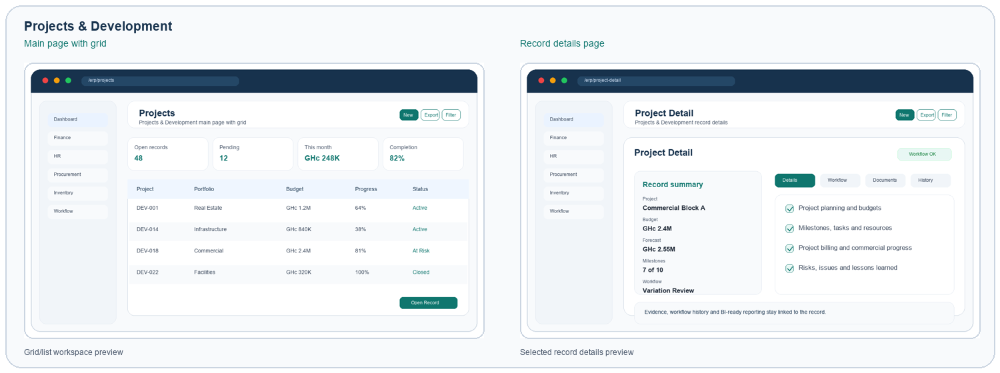 Projects & Development
Main page with grid
/erp/projects
Dashboard
Finance
HR
Procurement
Inventory
Workflow
Projects
Projects & Development main page with grid
New Export Filter
Open records
48
Pending
12
This month
GHc 248K
Completion
82%
Project Portfolio Budget Progress Status
DEV-001 Real Estate GHc 1.2M 64% Active
DEV-014 Infrastructure GHc 840K 38% Active
DEV-018 Commercial GHc 2.4M 81% At Risk
DEV-022 Facilities GHc 320K 100% Closed
Open Record
Grid/list workspace preview
Record details page
/erp/project-detail
Dashboard
Finance
HR
Procurement
Inventory
Workflow
Project Detail
Projects & Development record details
New Export Filter
Project Detail
Workflow OK
Record summary
Project
Commercial Block A
Budget
GHc 2.4M
Forecast
GHc 2.55M
Milestones
7 of 10
Workflow
Variation Review
Details Workflow Documents History
Project planning and budgets
Milestones, tasks and resources
Project billing and commercial progress
Risks, issues and lessons learned
Evidence, workflow history and BI-ready reporting stay linked to the record.
Selected record details preview